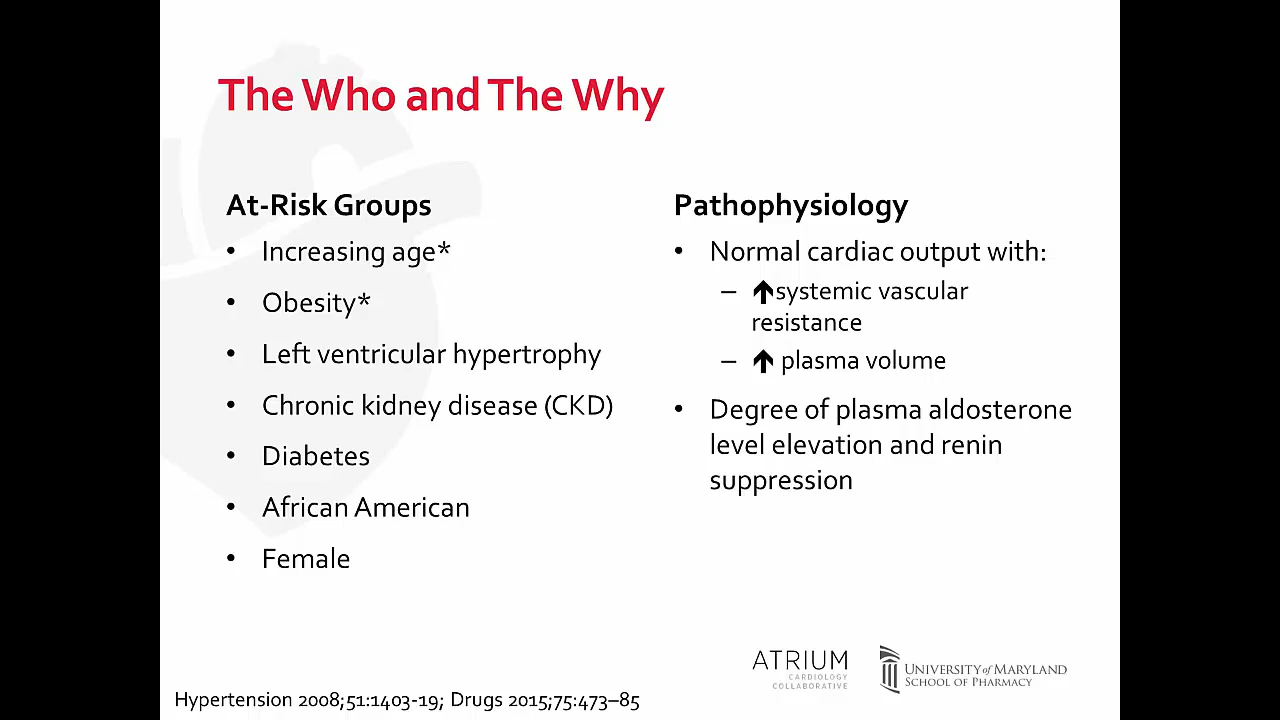 The Who and The Why
At-Risk Groups
• Increasing age*
• Obesity*
• Left ventricular hypertrophy
• Chronic kidney disease (CKD)
• Diabetes
• African American
• Female
Pathophysiology
• Normal cardiac output with:
– 🡅systemic vascular
resistance
– 🡅 plasma volume
• Degree of plasma aldosterone
level elevation and renin
suppression
ATRIUM
CARDIOLOGY
COLLABORATIVE
UNIVERSITY of MARYLAND
SCHOOL OF PHARMACY
Hypertension 2008;51:1403-19; Drugs 2015;75:473–85